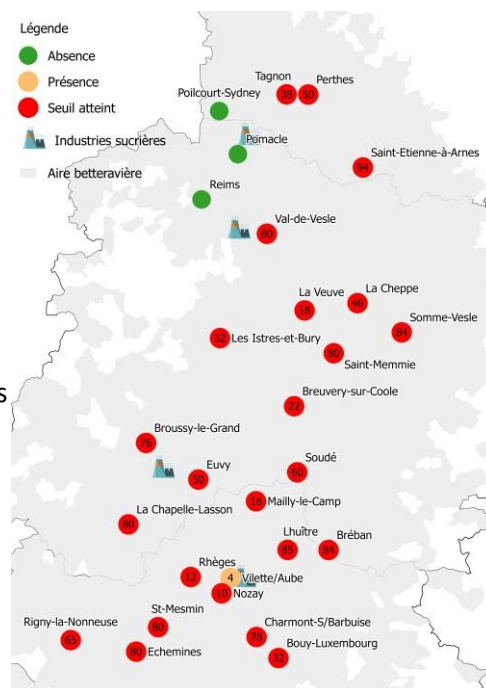 Légende
Absence
Présence
Seuil atteint
Industries sucrières
Aire betteravière
Tagnon
Perthes
38
50
Poilcourt-Sydney
Pomacle
Saint-Etienne-à-Arnes
94
Reims
Val-de-Vesle
80
La Veuve
18
La Cheppe
46
Somme-Vesle
84
32
Les Istres-et-Bury
80
Saint-Memmie
s
Breuvery-sur-Coole
22
Broussy-le-Grand
76
Euvy
50
Soudé
60
Mailly-le-Camp
16
La Chapelle-Lasson
80
Lhuître
85
Bréban
84
Rhèges
12
4
Vilette/Aube
10
Nozay
St-Mesmin
80
Rigny-la-Nonneuse
65
80
Echemines
Charmont-S/Barbuise
78
Bouy-Luxembourg
32